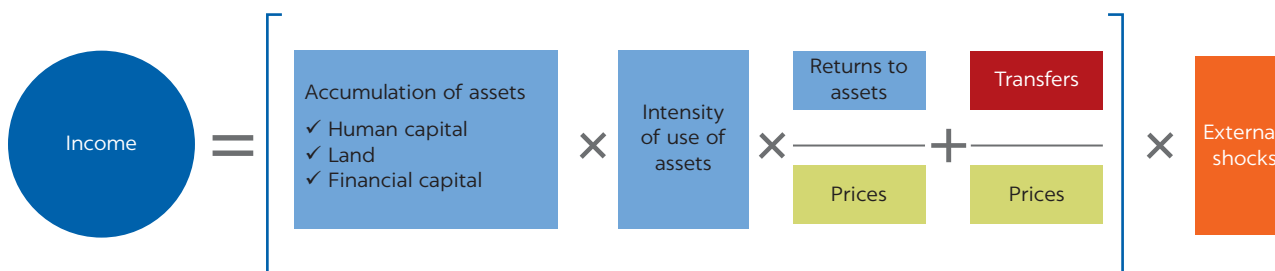 Income
=
Accumulation of assets
✓ Human capital
✓ Land
✓ Financial capital
×
Intensity
of use of
assets
×
Returns to
assets
Prices
+
Transfers
Prices
×
Externa
shocks